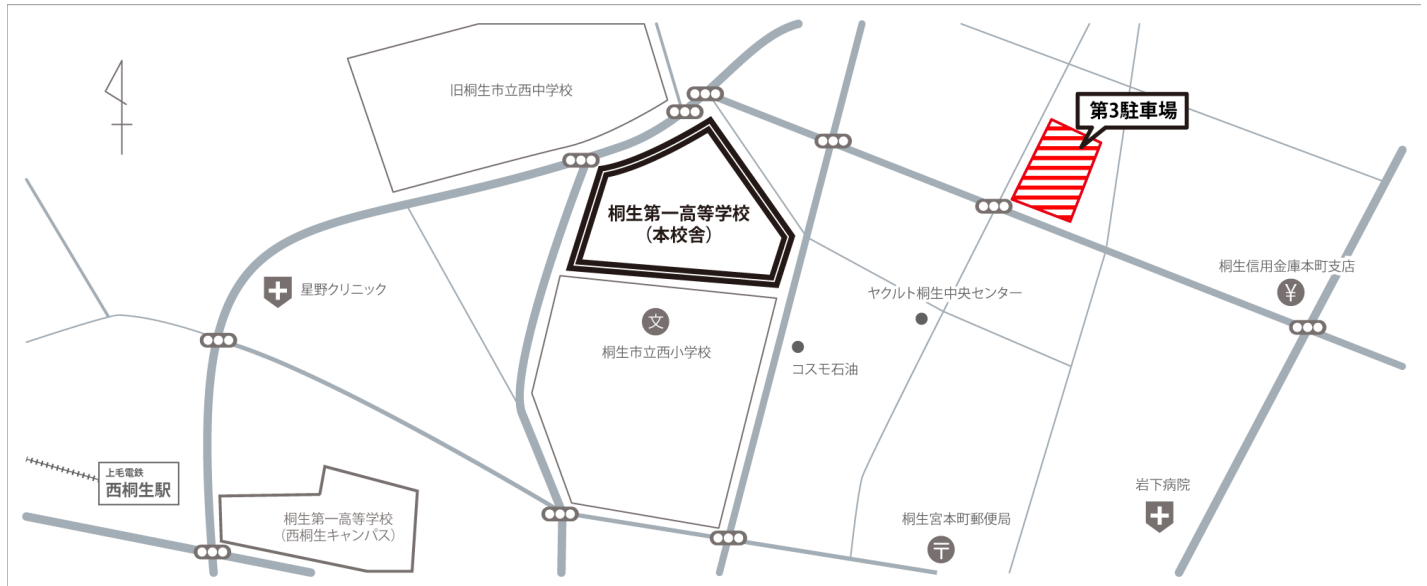 旧桐生市立西中学校
第3駐車場
桐生第一高等学校
（本校舎）
桐生信用金庫本町支店
¥
星野クリニック
ヤクルト桐生中央センター
文
桐生市立西小学校
コスモ石油
上毛電鉄
西桐生駅
岩下病院
桐生第一高等学校
（西桐生キャンパス）
桐生宮本町郵便局
〒